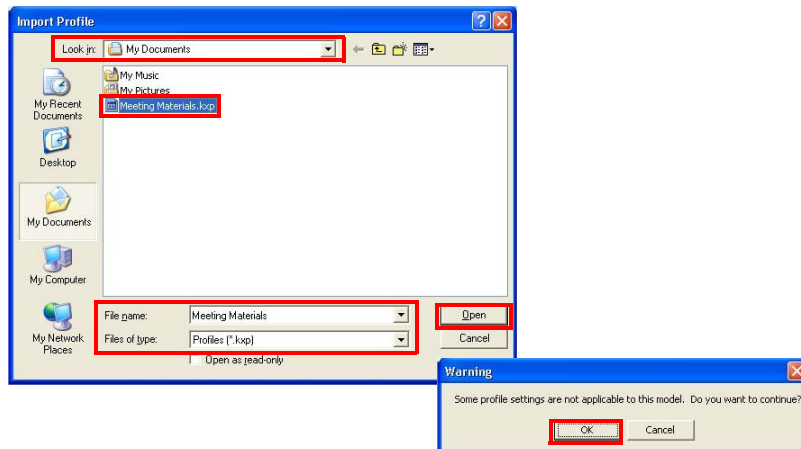 Import Profile
Look in: My Documents
My Music
My Pictures
Meeting Materials.kxp
My Recent
Documents
Desktop
My Documents
My Computer
My Network
Places
File name: Meeting Materials Open
Files of type: Profiles (*.kxp) Cancel
Open as read-only
Warning
Some profile settings are not applicable to this model. Do you want to continue?
OK Cancel